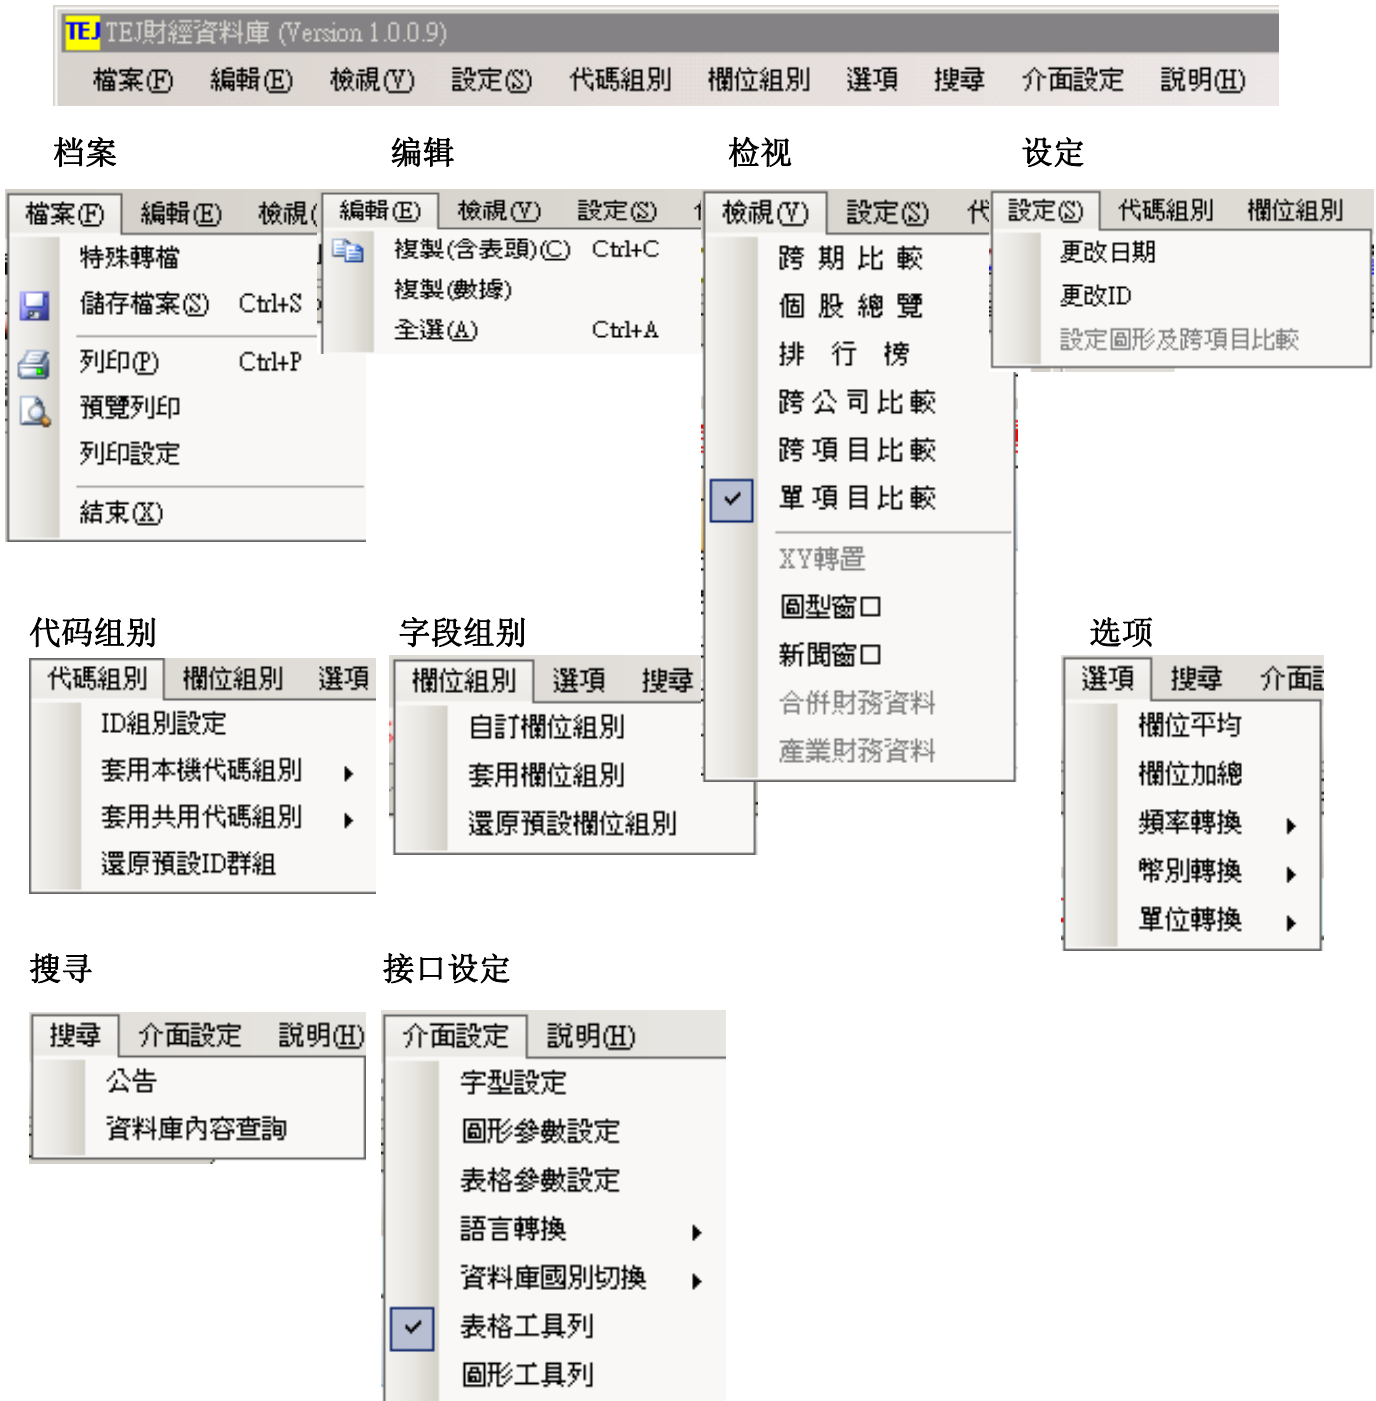 TEJ TEJ財經資料庫 (Version 1.0.0.9)
檔案(F) 編輯(E) 檢視(V) 設定(S) 代碼組別 欄位組別 選項 搜尋 介面設定 說明(H)
档案 编辑 检视 设定
檔案(F) 編輯(E) 檢視(
特殊轉檔
儲存檔案(S) Ctrl+S
列印(P) Ctrl+P
預覽列印
列印設定
結束(X)
編輯(E) 檢視(V) 設定(S)
複製(含表頭)(C) Ctrl+C
複製(數據)
全選(A) Ctrl+A
檢視(V) 設定(S) 代
跨期比較
個股總覽
排行榜
跨公司比較
跨項目比較
單項目比較
XY轉置
圖型窗口
新聞窗口
合併財務資料
產業財務資料
設定(S) 代碼組別 欄位組別
更改日期
更改ID
設定圖形及跨項目比較
代码组别 字段组别 选项
代碼組別 欄位組別 選項
ID組別設定
套用本機代碼組別
套用共用代碼組別
還原預設ID群組
欄位組別 選項 搜尋
自訂欄位組別
套用欄位組別
還原預設欄位組別
選項 搜尋 介面
欄位平均
欄位加總
頻率轉換
幣別轉換
單位轉換
搜寻 接口设定
搜尋 介面設定 說明(H)
公告
資料庫內容查詢
介面設定 說明(H)
字型設定
圖形參數設定
表格參數設定
語言轉換
資料庫國別切換
表格工具列
圖形工具列